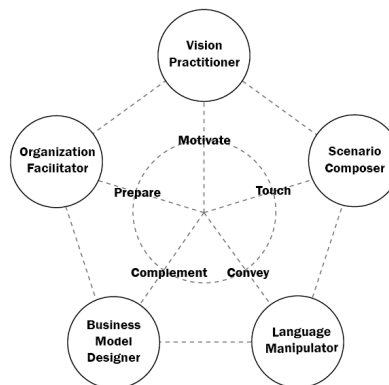 Vision
Practitioner
Motivate
Organization
Facilitator
Scenario
Composer
Prepare
Touch
Complement
Convey
Business
Model
Designer
Language
Manipulator